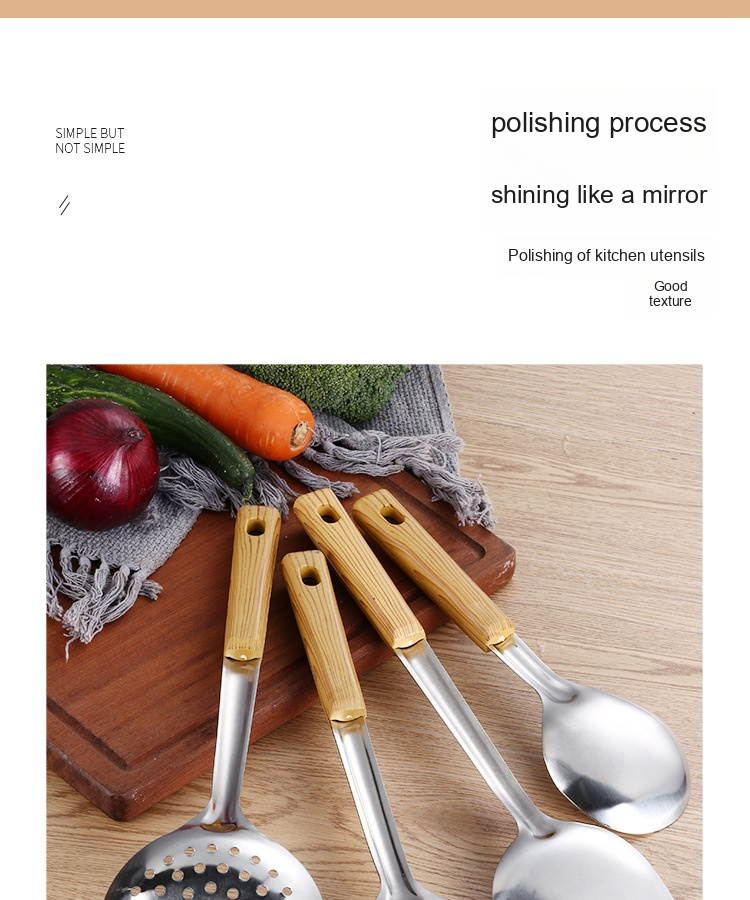 SIMPLE BUT
NOT SIMPLE
polishing process
shining like a mirror
Polishing of kitchen utensils
Good
texture